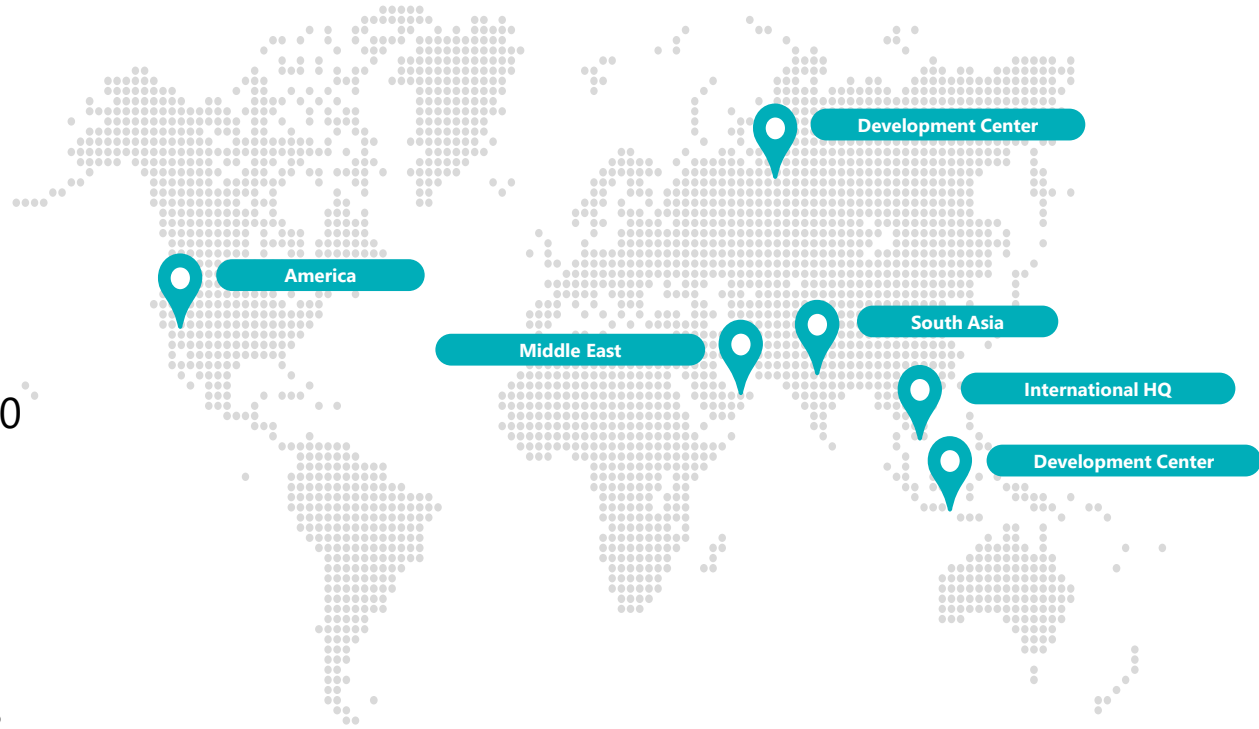 Development Center
America
South Asia
Middle East
International HQ
0
Development Center